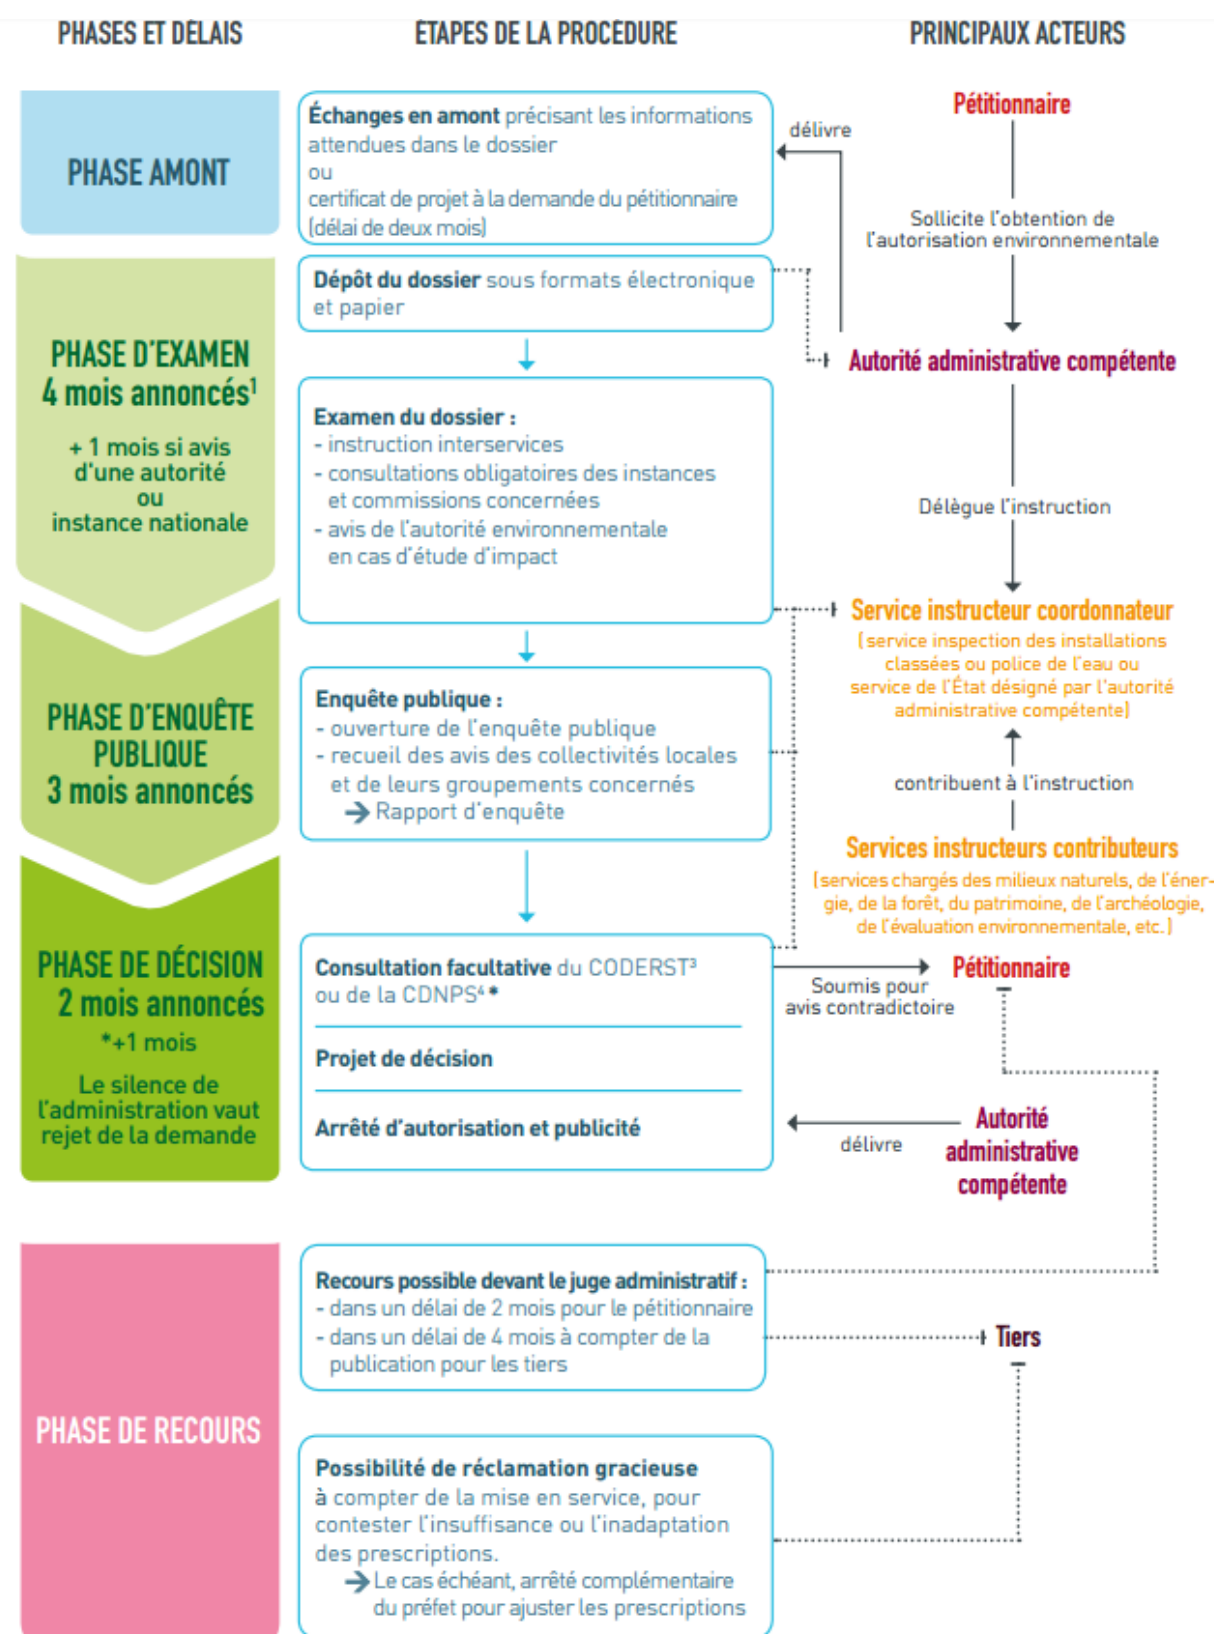 PHASES ET DÉLAIS
ÉTAPES DE LA PROCÉDURE
PRINCIPAUX ACTEURS
PHASE AMONT
Échanges en amont précisant les informations
attendues dans le dossier
ou
certificat de projet à la demande du pétitionnaire
(délai de deux mois)
délivre
Pétitionnaire
Sollicite l'obtention de
l'autorisation environnementale
PHASE D'EXAMEN
4 mois annoncés¹
+ 1 mois si avis
d'une autorité
ou
instance nationale
Dépôt du dossier sous formats électronique
et papier
Autorité administrative compétente
Examen du dossier :
- instruction interservices
- consultations obligatoires des instances
et commissions concernées
- avis de l'autorité environnementale
en cas d'étude d'impact
Délègue l'instruction
Service instructeur coordonnateur
(service inspection des installations
classées ou police de l'eau ou
service de l'État désigné par l'autorité
administrative compétente)
PHASE D'ENQUÊTE
PUBLIQUE
3 mois annoncés
Enquête publique :
- ouverture de l'enquête publique
- recueil des avis des collectivités locales
et de leurs groupements concernés
→ Rapport d'enquête
contribuent à l'instruction
Services instructeurs contributeurs
(services chargés des milieux naturels, de l'éner-
gie, de la forêt, du patrimoine, de l'archéologie,
de l'évaluation environnementale, etc.)
PHASE DE DÉCISION
2 mois annoncés
*+1 mois
Le silence de
l'administration vaut
rejet de la demande
Consultation facultative du CODERST³
ou de la CDNPS⁴ *
Projet de décision
Arrêté d'autorisation et publicité
Soumis pour
avis contradictoire
Pétitionnaire
délivre
Autorité
administrative
compétente
PHASE DE RECOURS
Recours possible devant le juge administratif :
- dans un délai de 2 mois pour le pétitionnaire
- dans un délai de 4 mois à compter de la
publication pour les tiers
Tiers
Possibilité de réclamation gracieuse
à compter de la mise en service, pour
contester l'insuffisance ou l'inadaptation
des prescriptions.
→ Le cas échéant, arrêté complémentaire
du préfet pour ajuster les prescriptions